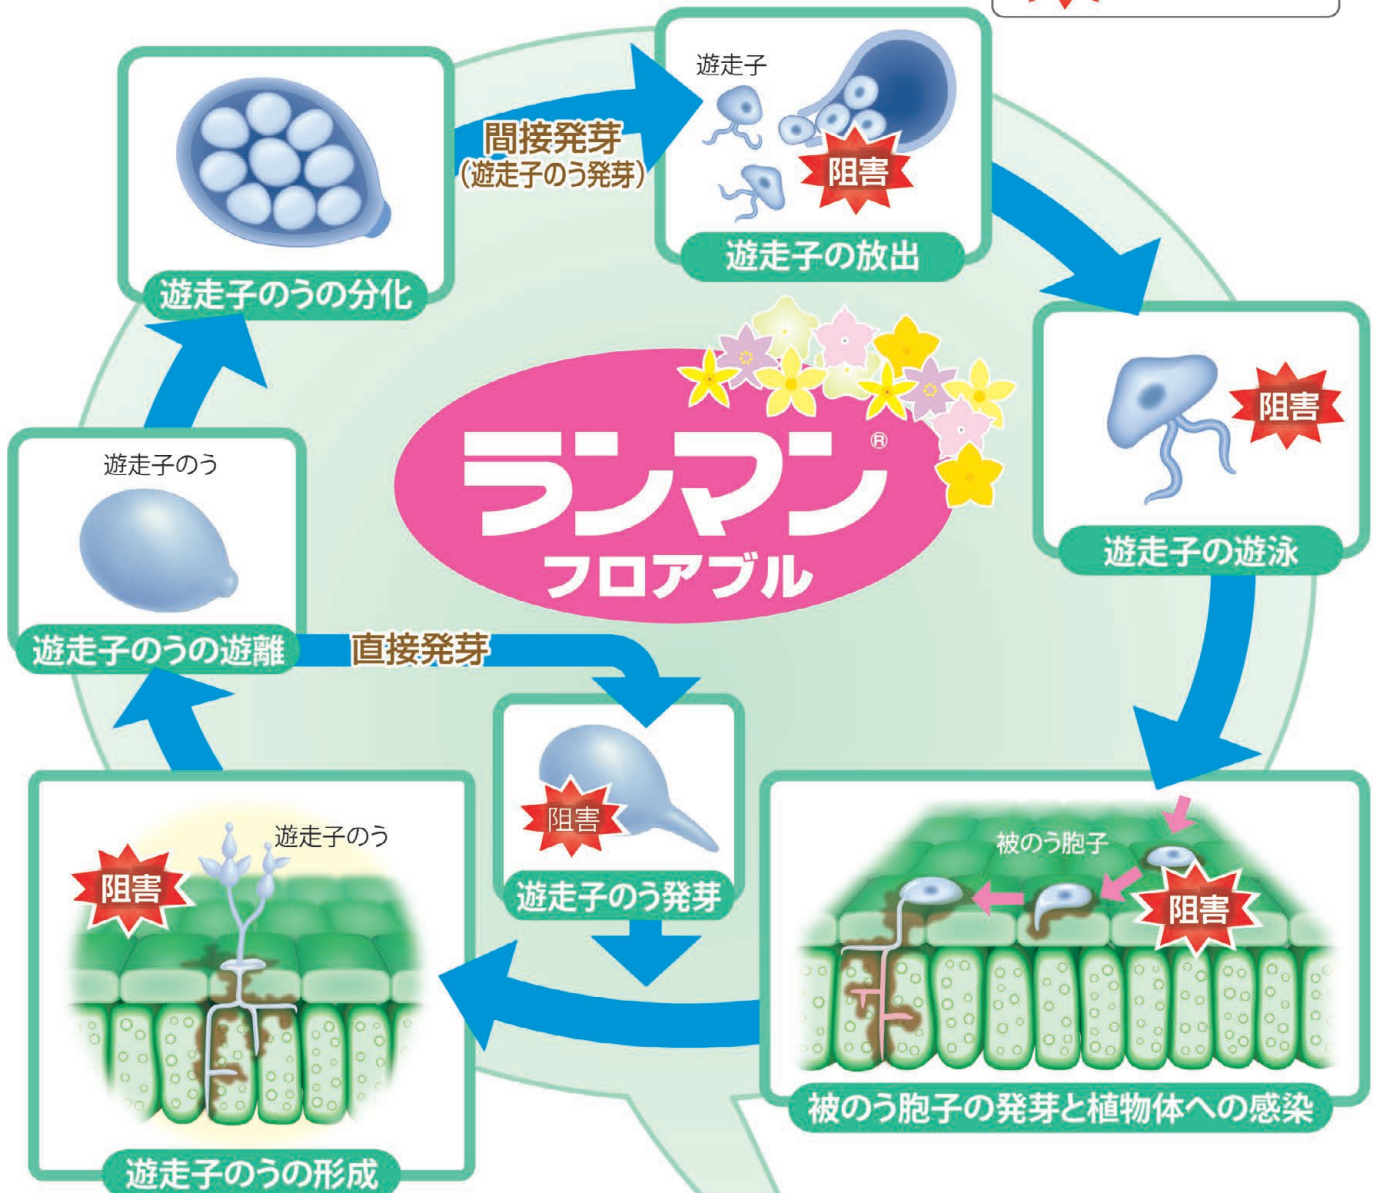 遊走子
間接発芽
（遊走子のう発芽）
阻害
遊走子の放出
遊走子のうの分化
阻害
遊走子の遊泳
ランマン®
フロアブル
遊走子のう
遊走子のうの遊離
直接発芽
阻害
遊走子のう発芽
遊走子のう
阻害
遊走子のうの形成
被のう胞子
阻害
被のう胞子の発芽と植物体への感染